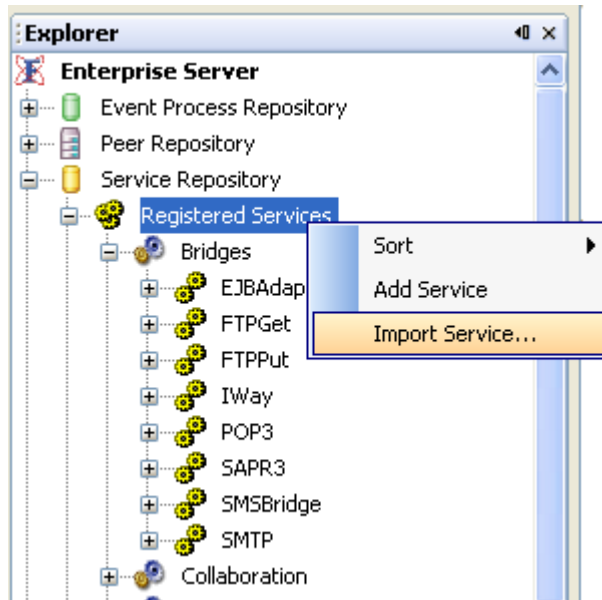 Explorer
Enterprise Server
Event Process Repository
Peer Repository
Service Repository
Registered Services
Bridges
Sort
EJBAdap
Add Service
FTPGet
Import Service...
FTPPut
IWay
POP3
SAPR3
SMSBridge
SMTP
Collaboration